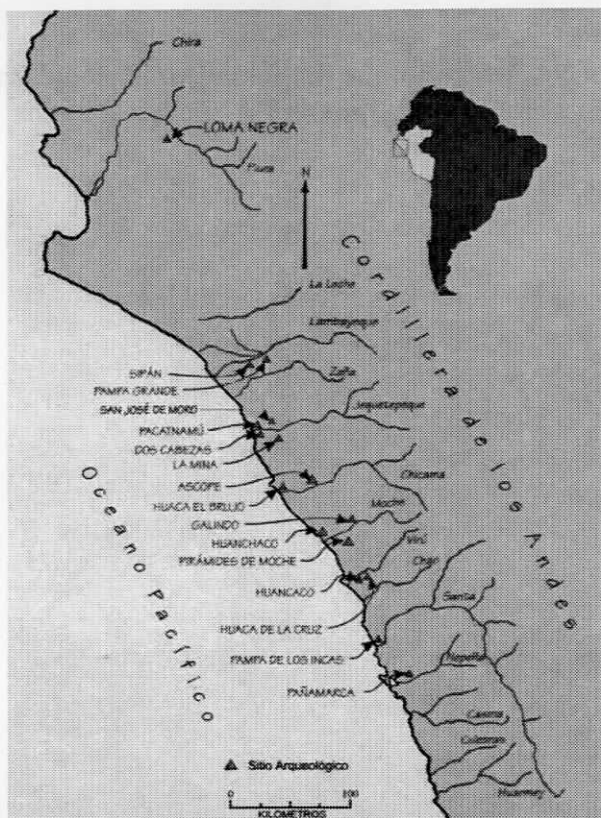 Chira
LOMA NEGRA
Piura
N
Cordillera de los Andes
La Leche
Lambayeque
SIPÁN
Zaña
PAMPA GRANDE
SAN JOSÉ DE MORO
Jequetepeque
PACATNAMÚ
DOS CABEZAS
LA MINA
Oceano Pacífico
ASCOPE
Chicama
HUACA EL BRUJO
Moche
GALINDO
HUANCHACO
Virú
PIRÁMIDES DE MOCHE
Chao
HUANCACO
Santa
HUACA DE LA CRUZ
PAMPA DE LOS INCAS
Nepeña
PAÑAMARCA
Casma
Culebras
Sitio Arqueológico
Huarmey
0 100
KILOMETROS